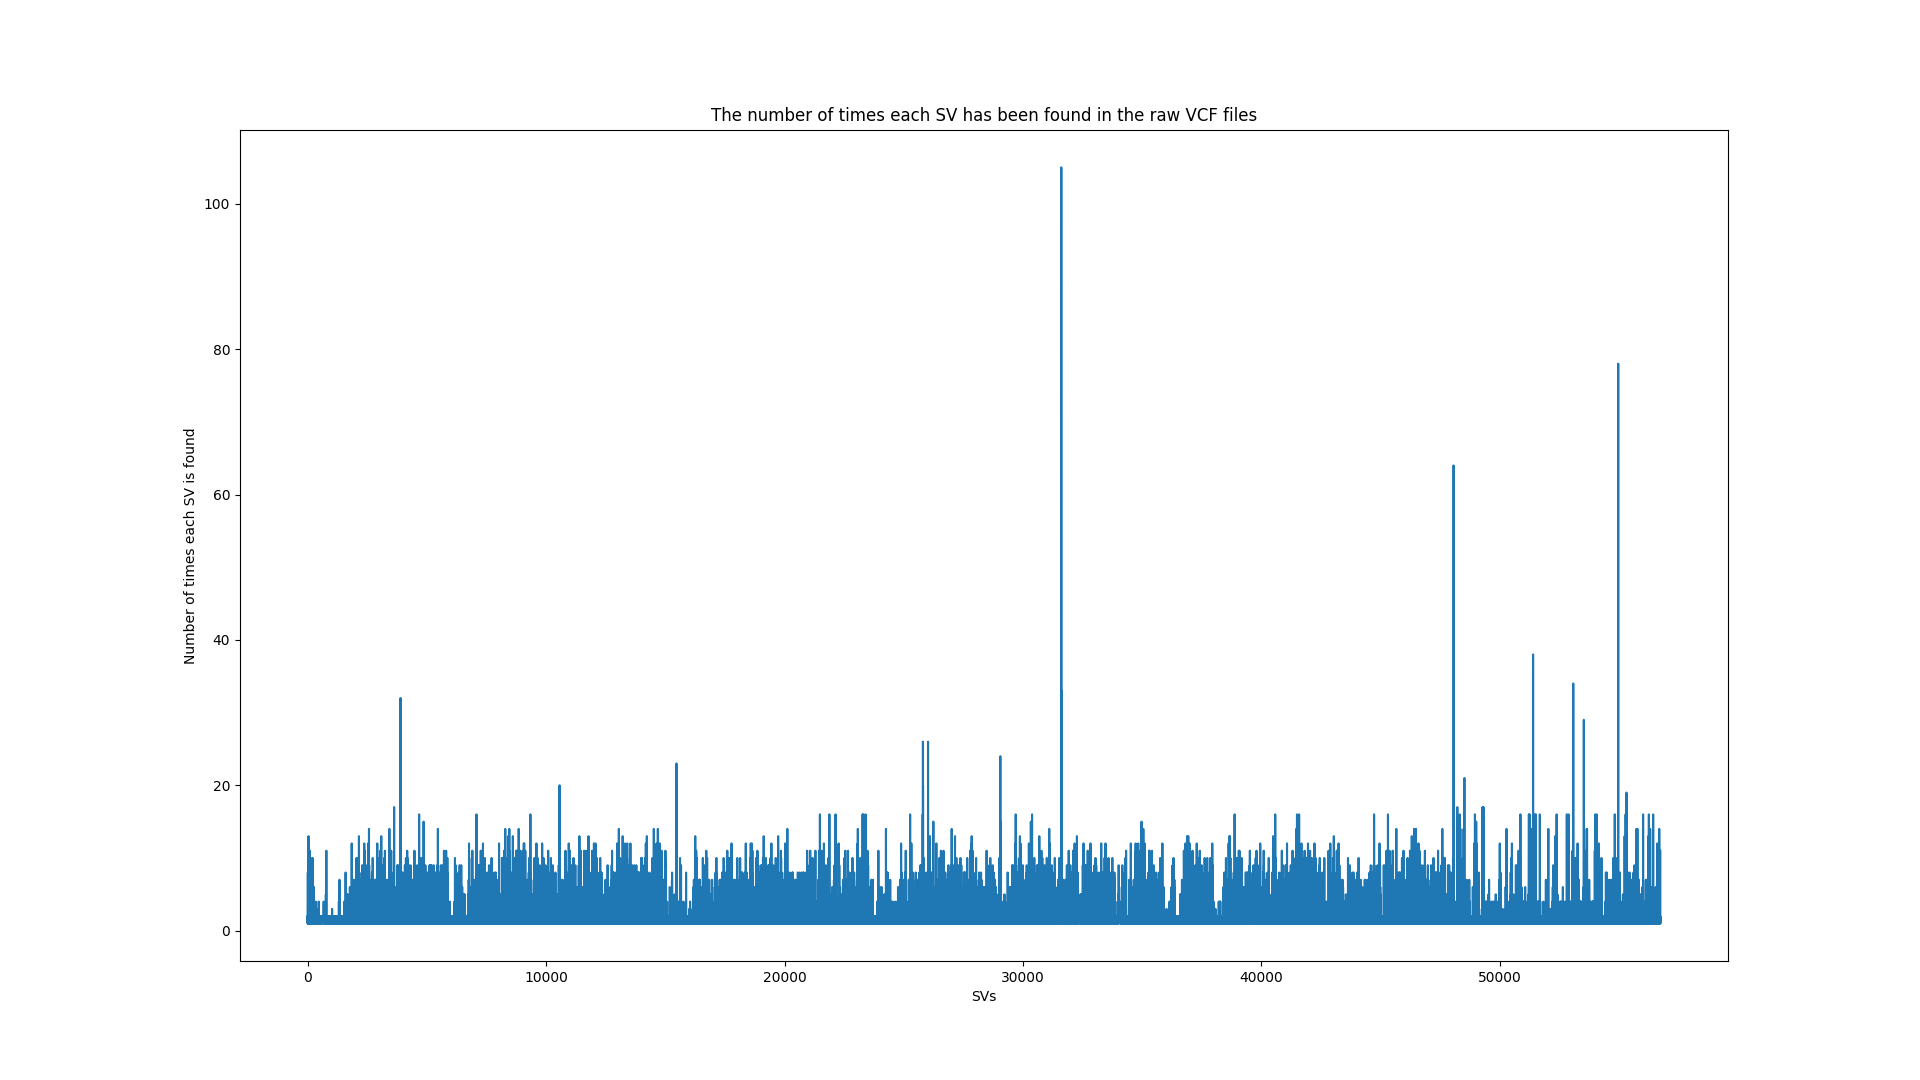 The number of times each SV has been found in the raw VCF files
Number of times each SV is found
100
80
60
40
20
0
0 10000 20000 30000 40000 50000
SVs